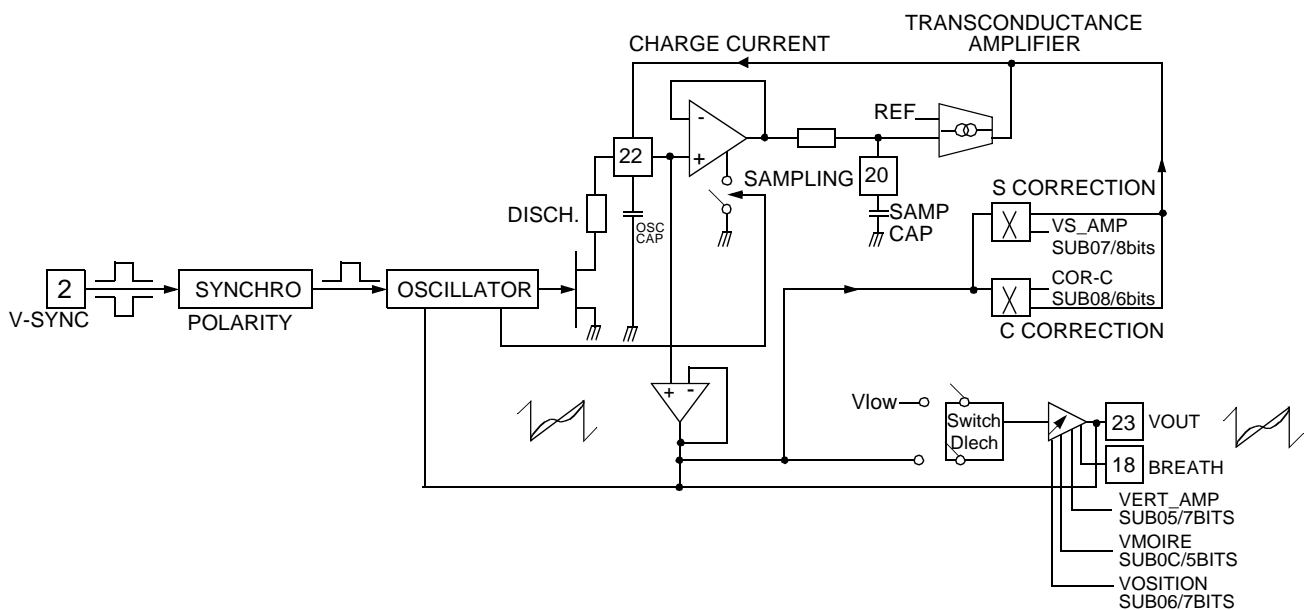 TRANSCONDUCTANCE
AMPLIFIER
CHARGE CURRENT
REF
-
+
22
SAMPLING
20
DISCH.
OSC
CAP
SAMP
CAP
S CORRECTION
VS_AMP
SUB07/8bits
COR-C
SUB08/6bits
C CORRECTION
2
V-SYNC
SYNCHRO
POLARITY
OSCILLATOR
+ -
Vlow
Switch
DIech
23
VOUT
18
BREATH
VERT_AMP
SUB05/7BITS
VMOIRE
SUB0C/5BITS
VOSITION
SUB06/7BITS